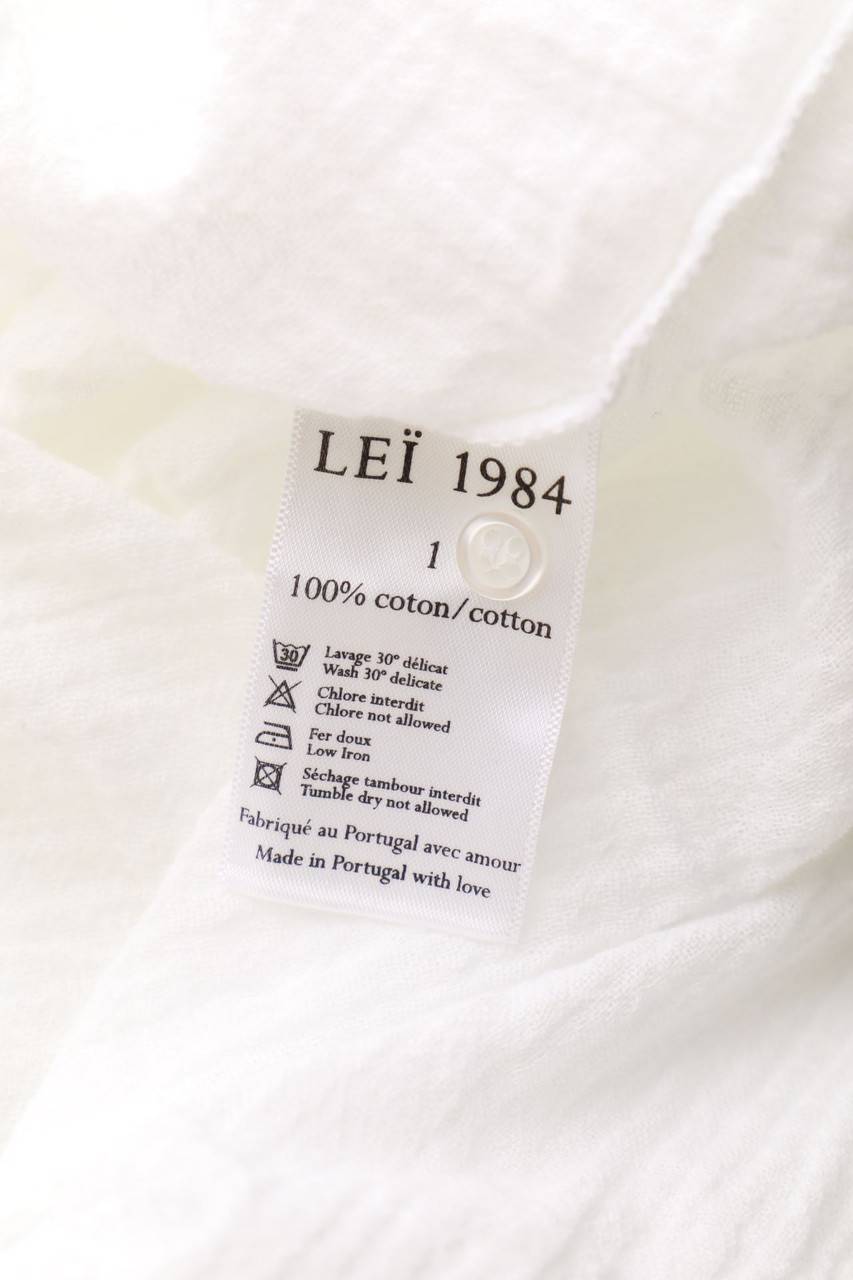 LEÏ 1984
1
100% coton/cotton
30
Lavage 30° délicat
Wash 30° delicate
Chlore interdit
Chlore not allowed
Fer doux
Low Iron
Séchage tambour interdit
Tumble dry not allowed
Fabriqué au Portugal avec amour
Made in Portugal with love